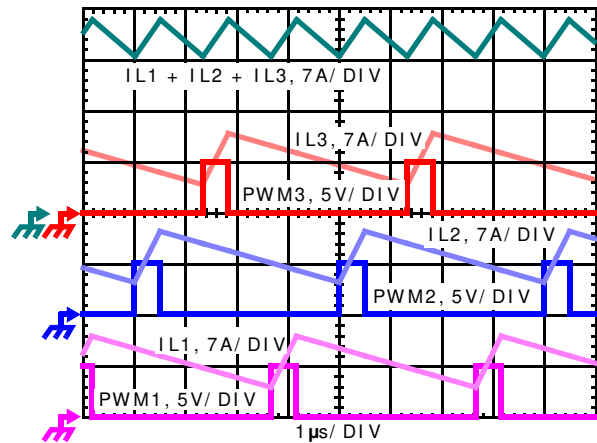 IL1 + IL2 + IL3, 7A/ DIV
IL3, 7A/ DIV
PWM3, 5V/ DIV
IL2, 7A/ DIV
PWM2, 5V/ DIV
IL1, 7A/ DIV
PWM1, 5V/ DIV
1µs/ DIV